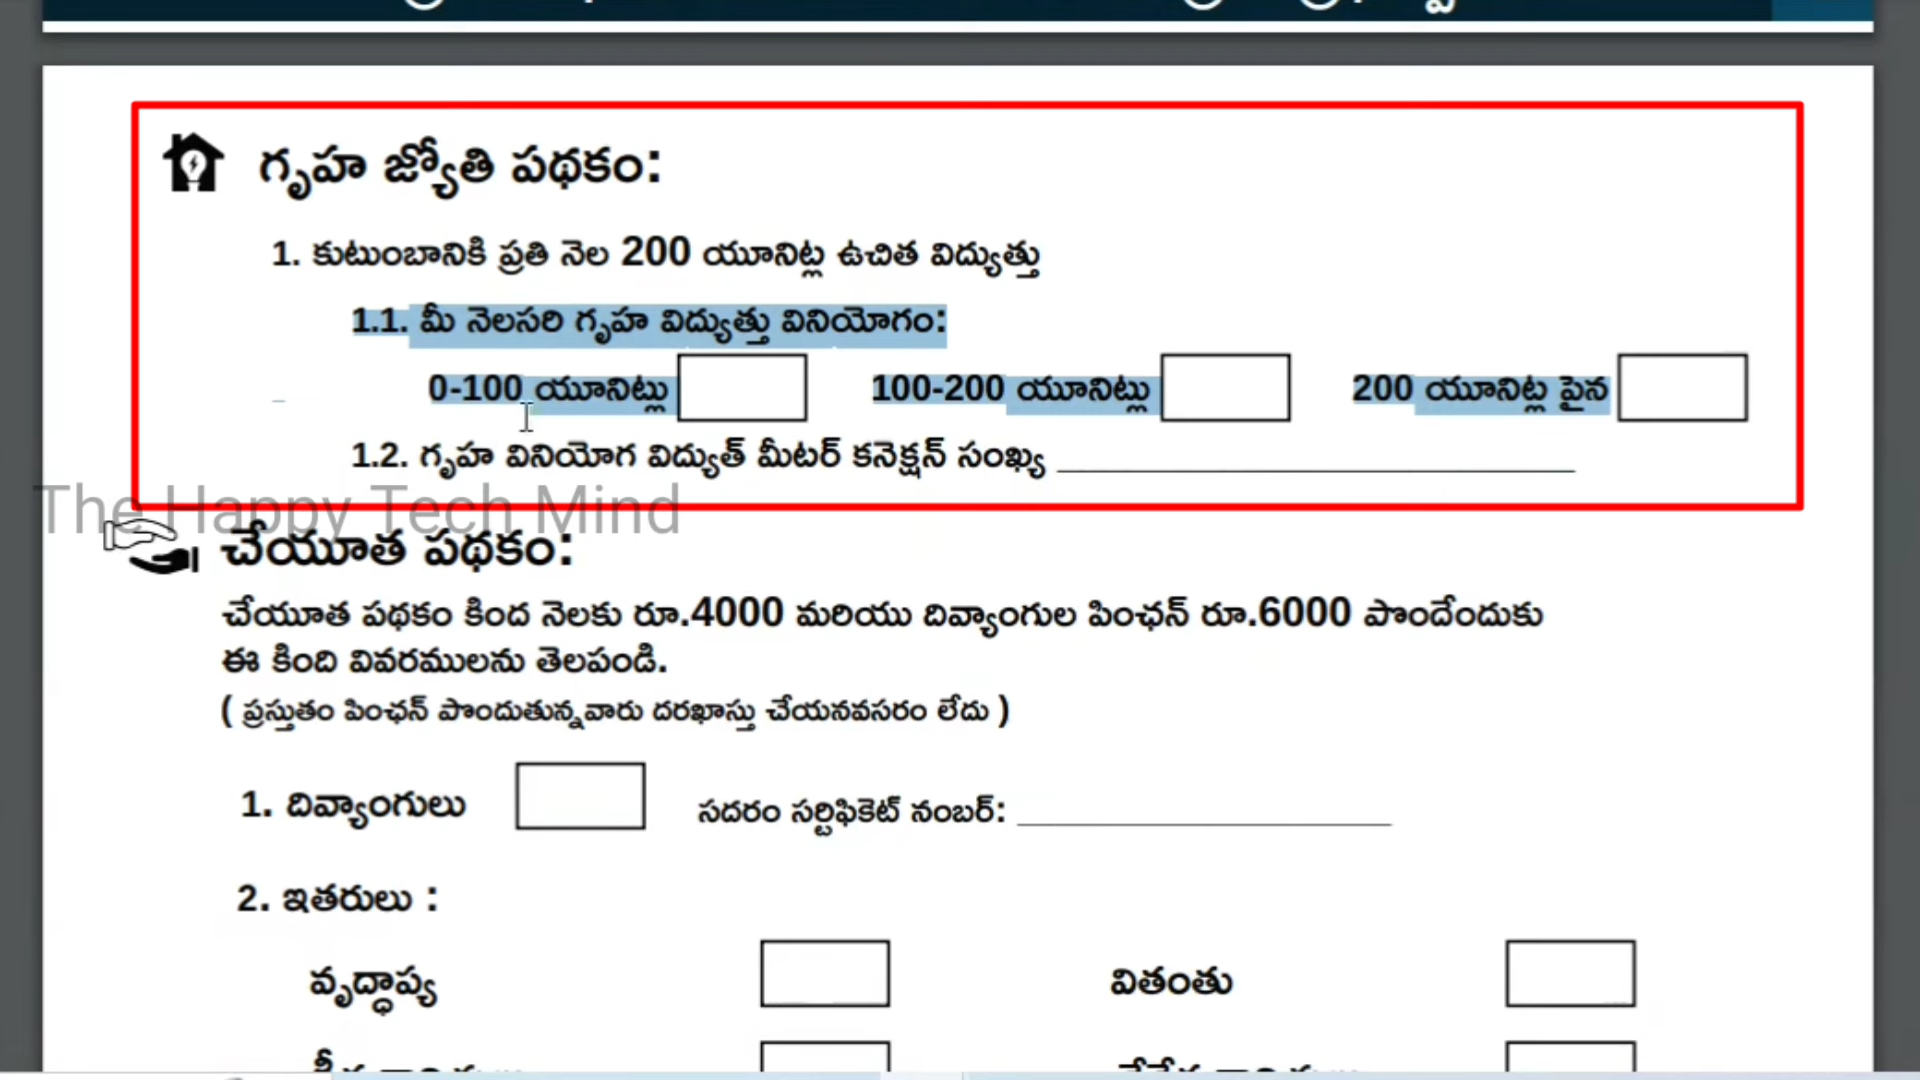 గృహ జ్యోతి పథకం:
1. కుటుంబానికి ప్రతి నెల 200 యూనిట్ల ఉచిత విద్యుత్తు
1.1. మీ నెలసరి గృహ విద్యుత్తు వినియోగం:
0-100 యూనిట్లు 100-200 యూనిట్లు 200 యూనిట్ల పైన
1.2. గృహ వినియోగ విద్యుత్ మీటర్ కనెక్షన్ సంఖ్య
The Happy Tech Mind
చేయూత పథకం:
చేయూత పథకం కింద నెలకు రూ.4000 మరియు దివ్యాంగుల పింఛన్ రూ.6000 పొందేందుకు
ఈ కింది వివరములను తెలపండి.
( ప్రస్తుతం పింఛన్ పొందుతున్నవారు దరఖాస్తు చేయనవసరం లేదు )
1. దివ్యాంగులు సదరం సర్టిఫికెట్ నంబర్:
2. ఇతరులు :
వృద్ధాప్య వితంతు